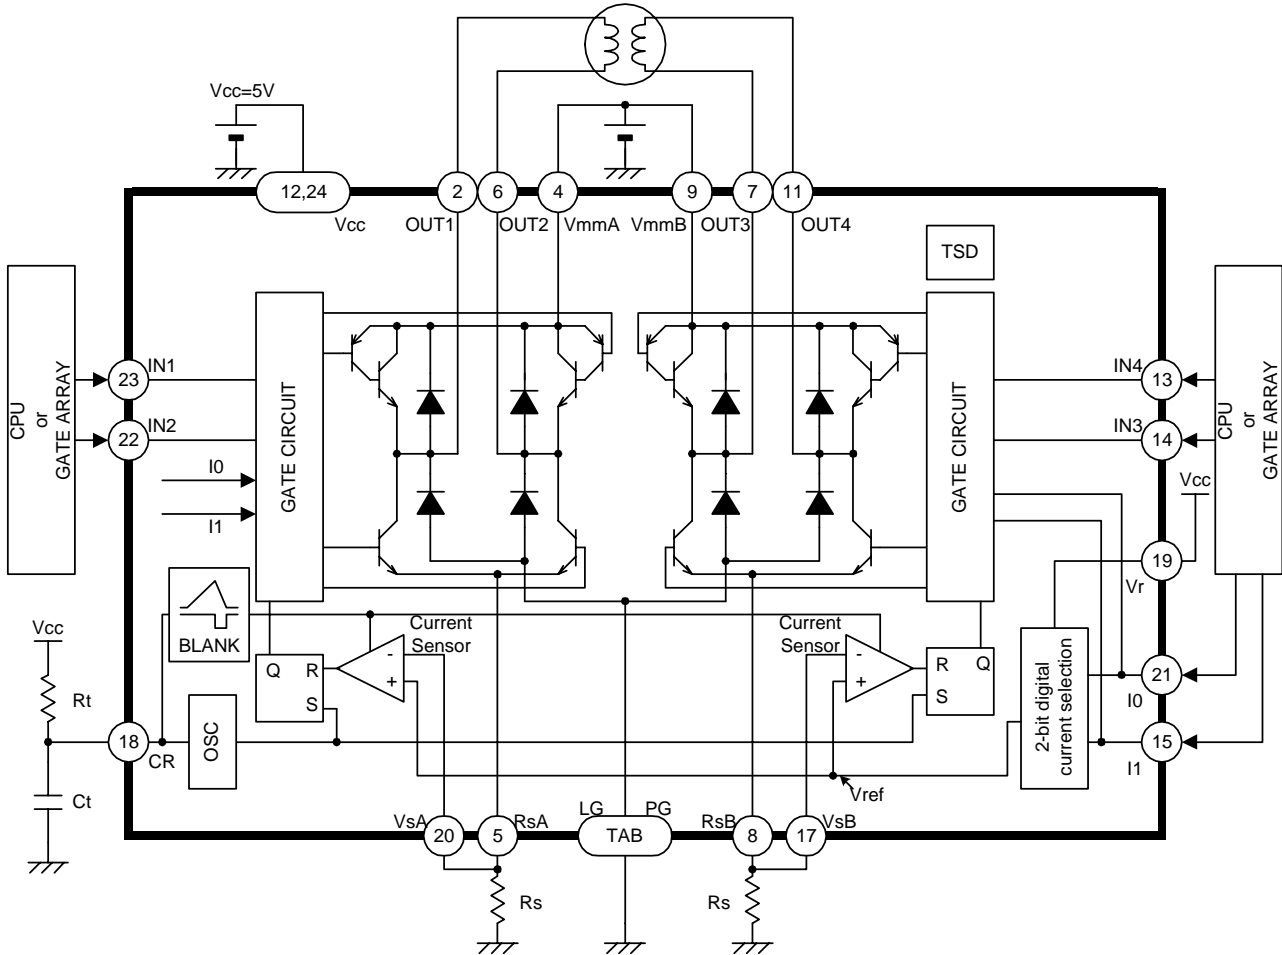 Vcc=5V
12,24
2
6
4
9
7
11
Vcc
OUT1
OUT2
VmmA
VmmB
OUT3
OUT4
TSD
CPU
or
GATE ARRAY
23
IN1
22
IN2
I0
I1
GATE CIRCUIT
GATE CIRCUIT
IN4
13
IN3
14
CPU
or
GATE ARRAY
Vcc
19
Vr
BLANK
Current
Sensor
Current
Sensor
Q
R
S
-
+
-
+
R
Q
S
2-bit digital
current selection
21
I0
15
I1
Vcc
Rt
18
CR
OSC
Ct
Vref
VsA
20
5
RsA
LG
PG
TAB
RsB
8
17
VsB
Rs
Rs